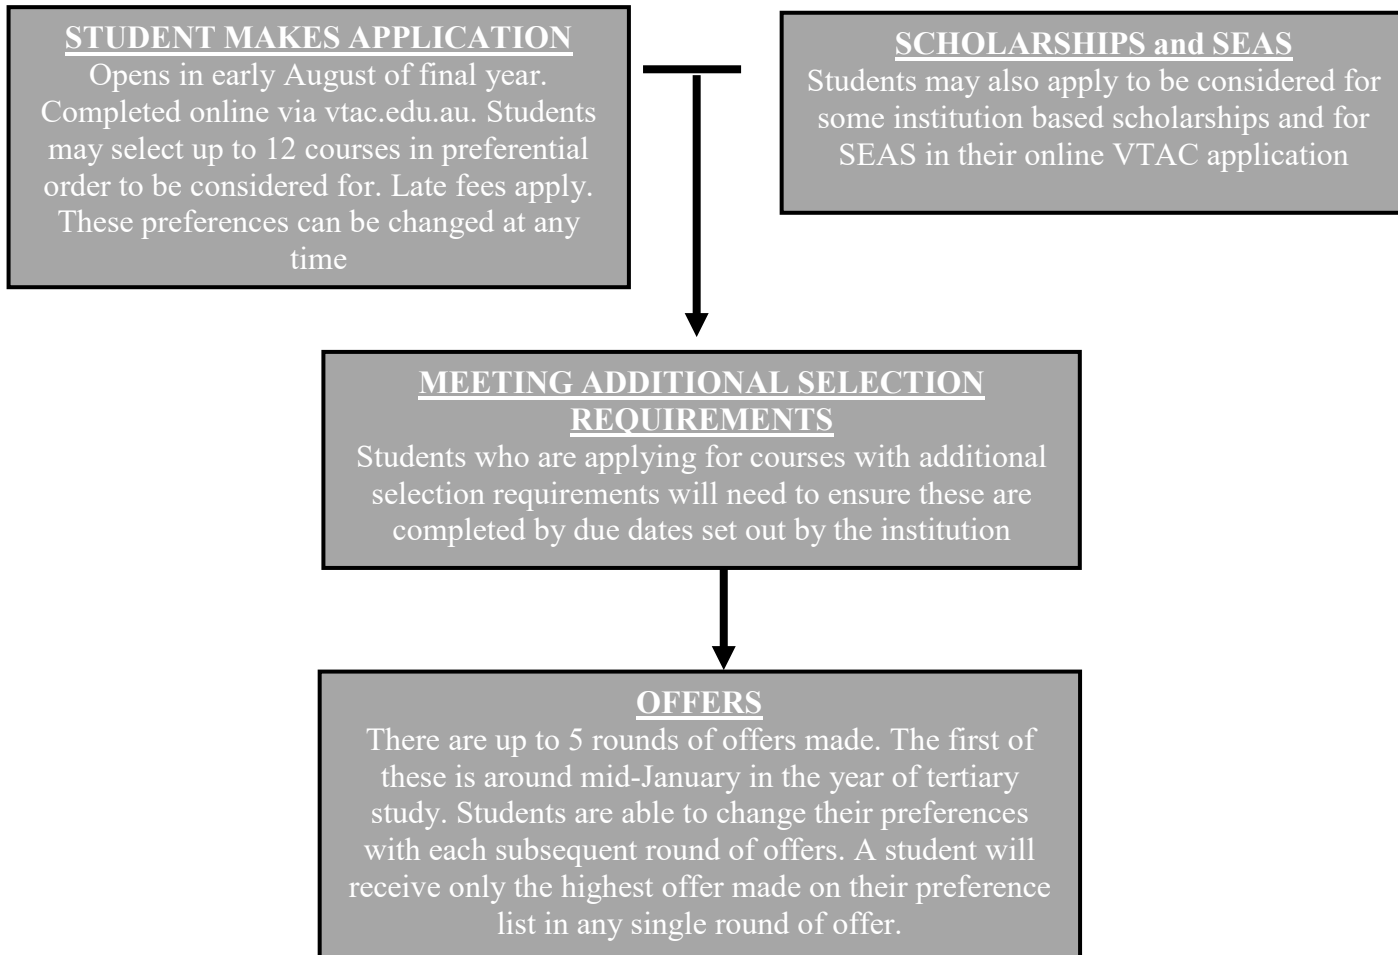 STUDENT MAKES APPLICATION
Opens in early August of final year.
Completed online via vtac.edu.au. Students
may select up to 12 courses in preferential
order to be considered for. Late fees apply.
These preferences can be changed at any
time
SCHOLARSHIPS and SEAS
Students may also apply to be considered for
some institution based scholarships and for
SEAS in their online VTAC application
MEETING ADDITIONAL SELECTION
REQUIREMENTS
Students who are applying for courses with additional
selection requirements will need to ensure these are
completed by due dates set out by the institution
OFFERS
There are up to 5 rounds of offers made. The first of
these is around mid-January in the year of tertiary
study. Students are able to change their preferences
with each subsequent round of offers. A student will
receive only the highest offer made on their preference
list in any single round of offer.